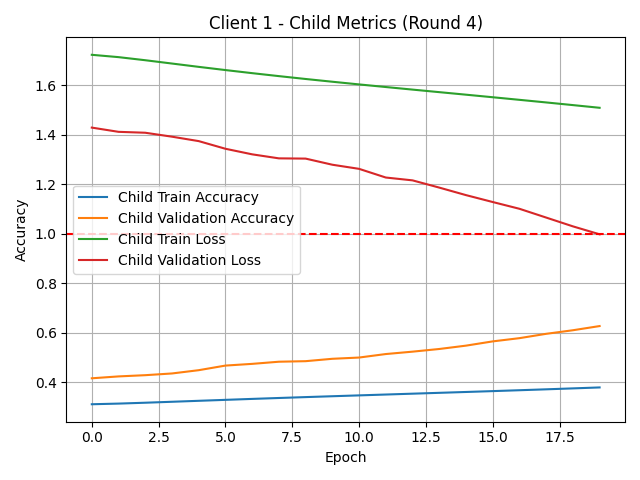 Client 1 - Child Metrics (Round 4)
Accuracy
1.6
1.4
1.2
1.0
0.8
0.6
0.4
Child Train Accuracy
Child Validation Accuracy
Child Train Loss
Child Validation Loss
0.0 2.5 5.0 7.5 10.0 12.5 15.0 17.5
Epoch